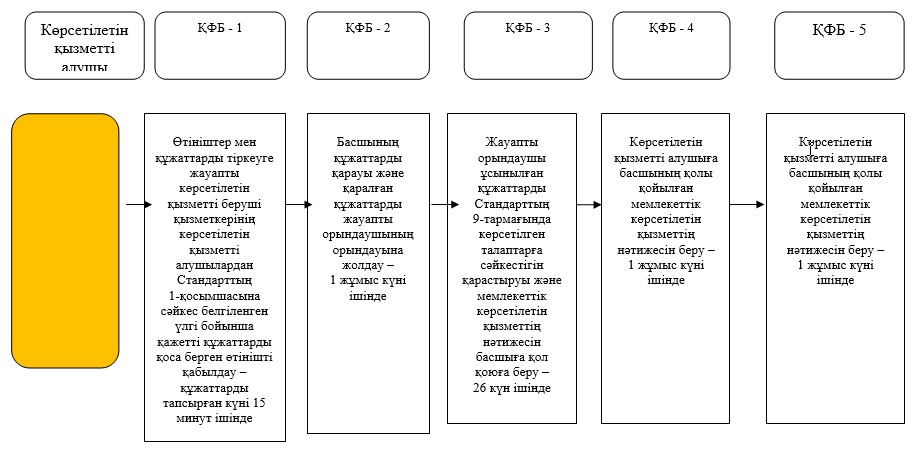 Көрсетілетін
қызметті
алушы
ҚФБ - 1
ҚФБ - 2
ҚФБ - 3
ҚФБ - 4
ҚФБ - 5
Өтініштер мен
құжаттарды тіркеуге
жауапты
көрсетілетін
қызметті беруші
қызметкерінің
көрсетілетін
қызметті
алушылардан
Стандарттың
1-қосымшасына
сәйкес белгіленген
үлгі бойынша
қажетті құжаттарды
қоса берген өтінішті
қабылдау –
құжаттарды
тапсырған күні 15
минут ішінде
Басшының
құжаттарды
қарауы және
қаралған
құжаттарды
жауапты
орындаушының
орындауына
жолдау –
1 жұмыс күні
ішінде
Жауапты
орындаушы
ұсынылған
құжаттарды
Стандарттың
9-тармағында
көрсетілген
талаптарға
сәйкестігін
қарастыруы және
мемлекеттік
көрсетілетін
қызметтің
нәтижесін
басшыға қол
қоюға беру –
26 күн ішінде
Көрсетілетін
қызметті алушыға
басшының қолы
қойылған
мемлекеттік
көрсетілетін
қызметтің
нәтижесін беру –
1 жұмыс күні
ішінде
Көрсетілетін
қызметті алушыға
басшының қолы
қойылған
мемлекеттік
көрсетілетін
қызметтің
нәтижесін беру –
1 жұмыс күні
ішінде